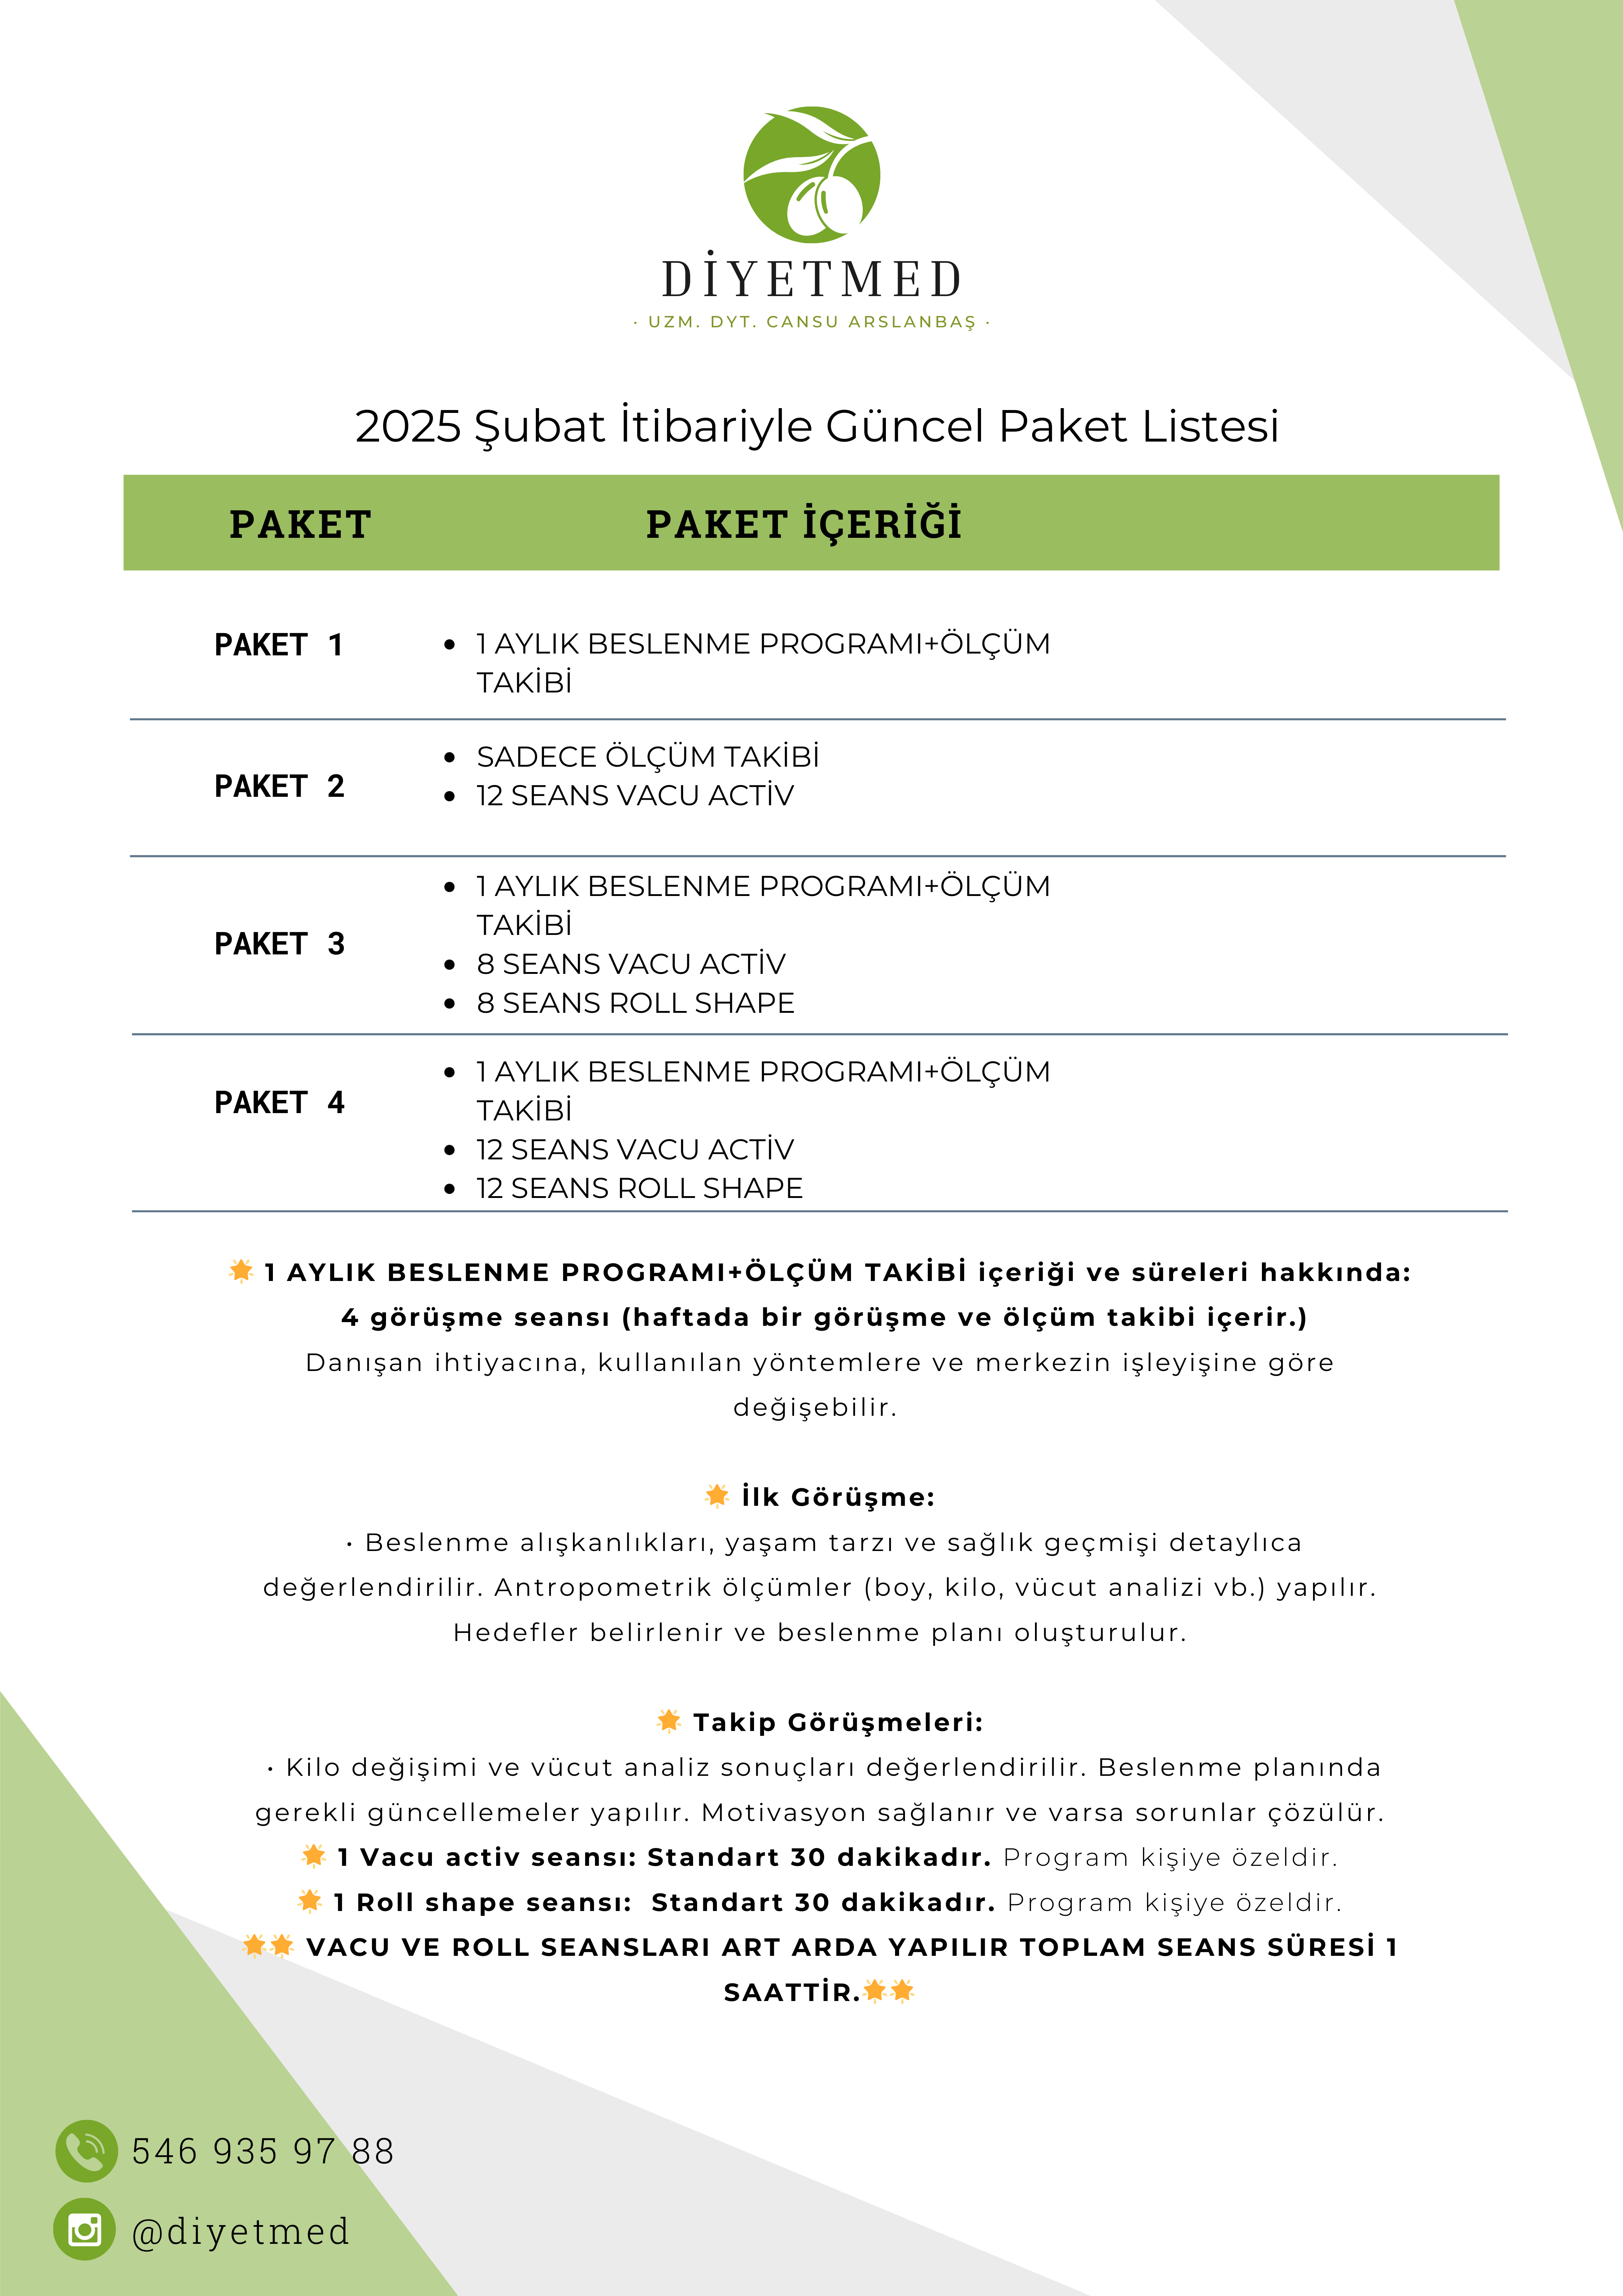 DİYETMED
· UZM. DYT. CANSU ARSLANBAŞ ·
2025 Şubat İtibariyle Güncel Paket Listesi
PAKET PAKET İÇERİĞİ
PAKET 1
• 1 AYLIK BESLENME PROGRAMI+ÖLÇÜM
TAKİBİ
PAKET 2
• SADECE ÖLÇÜM TAKİBİ
• 12 SEANS VACU ACTİV
PAKET 3
• 1 AYLIK BESLENME PROGRAMI+ÖLÇÜM
TAKİBİ
• 8 SEANS VACU ACTİV
• 8 SEANS ROLL SHAPE
PAKET 4
• 1 AYLIK BESLENME PROGRAMI+ÖLÇÜM
TAKİBİ
• 12 SEANS VACU ACTİV
• 12 SEANS ROLL SHAPE
🌟 1 AYLIK BESLENME PROGRAMI+ÖLÇÜM TAKİBİ içeriği ve süreleri hakkında:
4 görüşme seansı (haftada bir görüşme ve ölçüm takibi içerir.)
Danışan ihtiyacına, kullanılan yöntemlere ve merkezin işleyişine göre
değişebilir.
🌟 İlk Görüşme:
• Beslenme alışkanlıkları, yaşam tarzı ve sağlık geçmişi detaylıca
değerlendirilir. Antropometrik ölçümler (boy, kilo, vücut analizi vb.) yapılır.
Hedefler belirlenir ve beslenme planı oluşturulur.
🌟 Takip Görüşmeleri:
• Kilo değişimi ve vücut analiz sonuçları değerlendirilir. Beslenme planında
gerekli güncellemeler yapılır. Motivasyon sağlanır ve varsa sorunlar çözülür.
🌟 1 Vacu activ seansı: Standart 30 dakikadır. Program kişiye özeldir.
🌟 1 Roll shape seansı: Standart 30 dakikadır. Program kişiye özeldir.
🌟🌟 VACU VE ROLL SEANSLARI ART ARDA YAPILIR TOPLAM SEANS SÜRESİ 1
SAATTİR.🌟🌟
546 935 97 88
@diyetmed